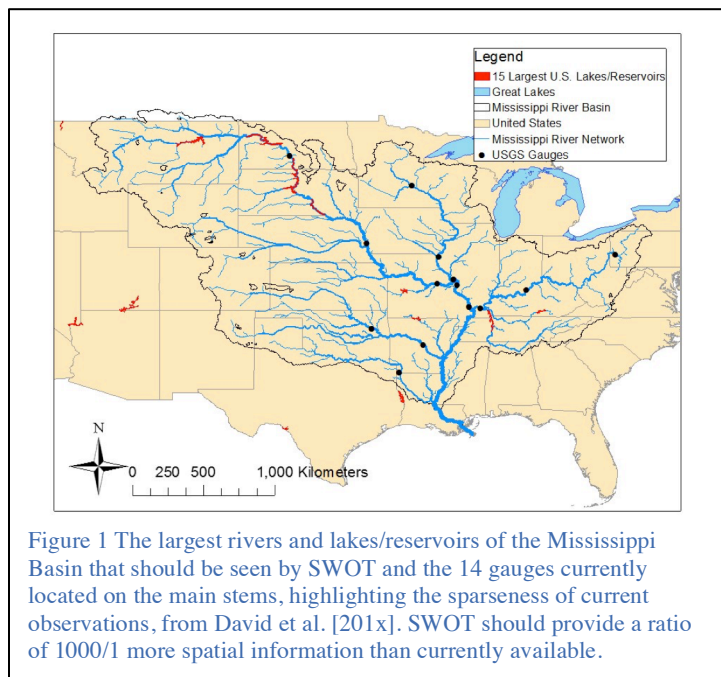 Legend
15 Largest U.S. Lakes/Reservoirs
Great Lakes
Mississippi River Basin
United States
Mississippi River Network
USGS Gauges
N
0 250 500 1,000 Kilometers
Figure 1 The largest rivers and lakes/reservoirs of the Mississippi
Basin that should be seen by SWOT and the 14 gauges currently
located on the main stems, highlighting the sparseness of current
observations, from David et al. [201x]. SWOT should provide a ratio
of 1000/1 more spatial information than currently available.